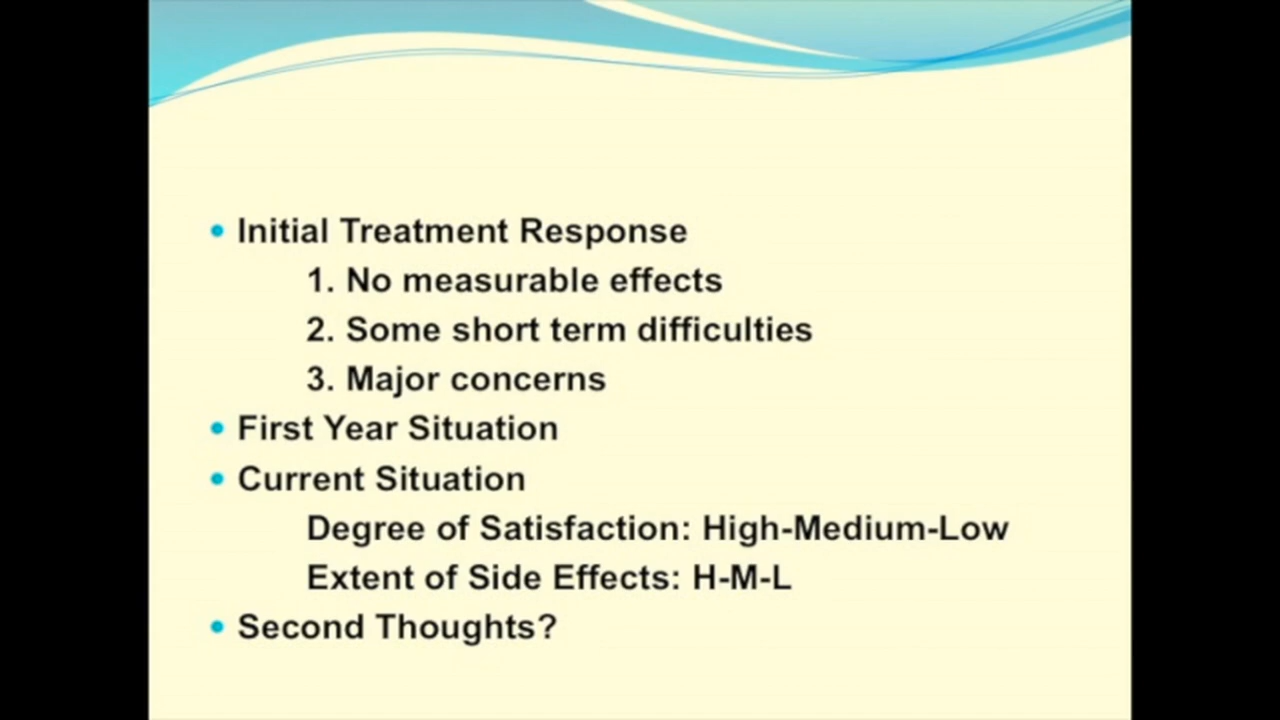 • Initial Treatment Response
1. No measurable effects
2. Some short term difficulties
3. Major concerns
• First Year Situation
• Current Situation
Degree of Satisfaction: High-Medium-Low
Extent of Side Effects: H-M-L
• Second Thoughts?